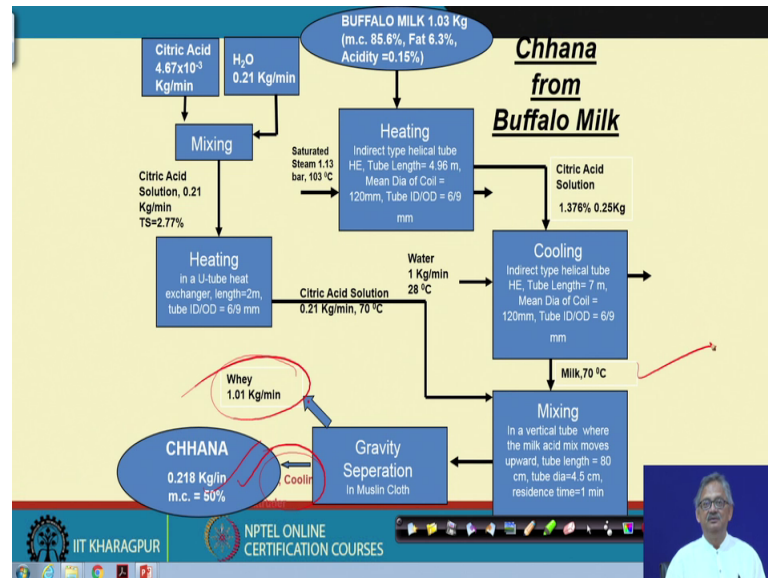 BUFFALO MILK 1.03 Kg
(m.c. 85.6%, Fat 6.3%,
Acidity =0.15%)
Chhana
from
Buffalo Milk
Citric Acid
4.67x10⁻³
Kg/min
H₂O
0.21 Kg/min
Mixing
Heating
Indirect type helical tube
HE, Tube Length= 4.96 m,
Mean Dia of Coil =
120mm, Tube ID/OD = 6/9
mm
Saturated
Steam 1.13
bar, 103 ⁰C
Citric Acid
Solution
1.376% 0.25Kg
Citric Acid
Solution, 0.21
Kg/min
TS=2.77%
Heating
in a U-tube heat
exchanger, length=2m,
tube ID/OD = 6/9 mm
Water
1 Kg/min
28 ⁰C
Cooling
Indirect type helical tube
HE, Tube Length= 7 m,
Mean Dia of Coil =
120mm, Tube ID/OD = 6/9
mm
Citric Acid Solution
0.21 Kg/min, 70 ⁰C
Milk,70 ⁰C
Whey
1.01 Kg/min
Mixing
In a vertical tube where
the milk acid mix moves
upward, tube length = 80
cm, tube dia=4.5 cm,
residence time=1 min
Gravity
Seperation
In Muslin Cloth
Coolin
CHHANA
0.218 Kg/in
m.c. = 50%
IIT KHARAGPUR
NPTEL ONLINE
CERTIFICATION COURSES